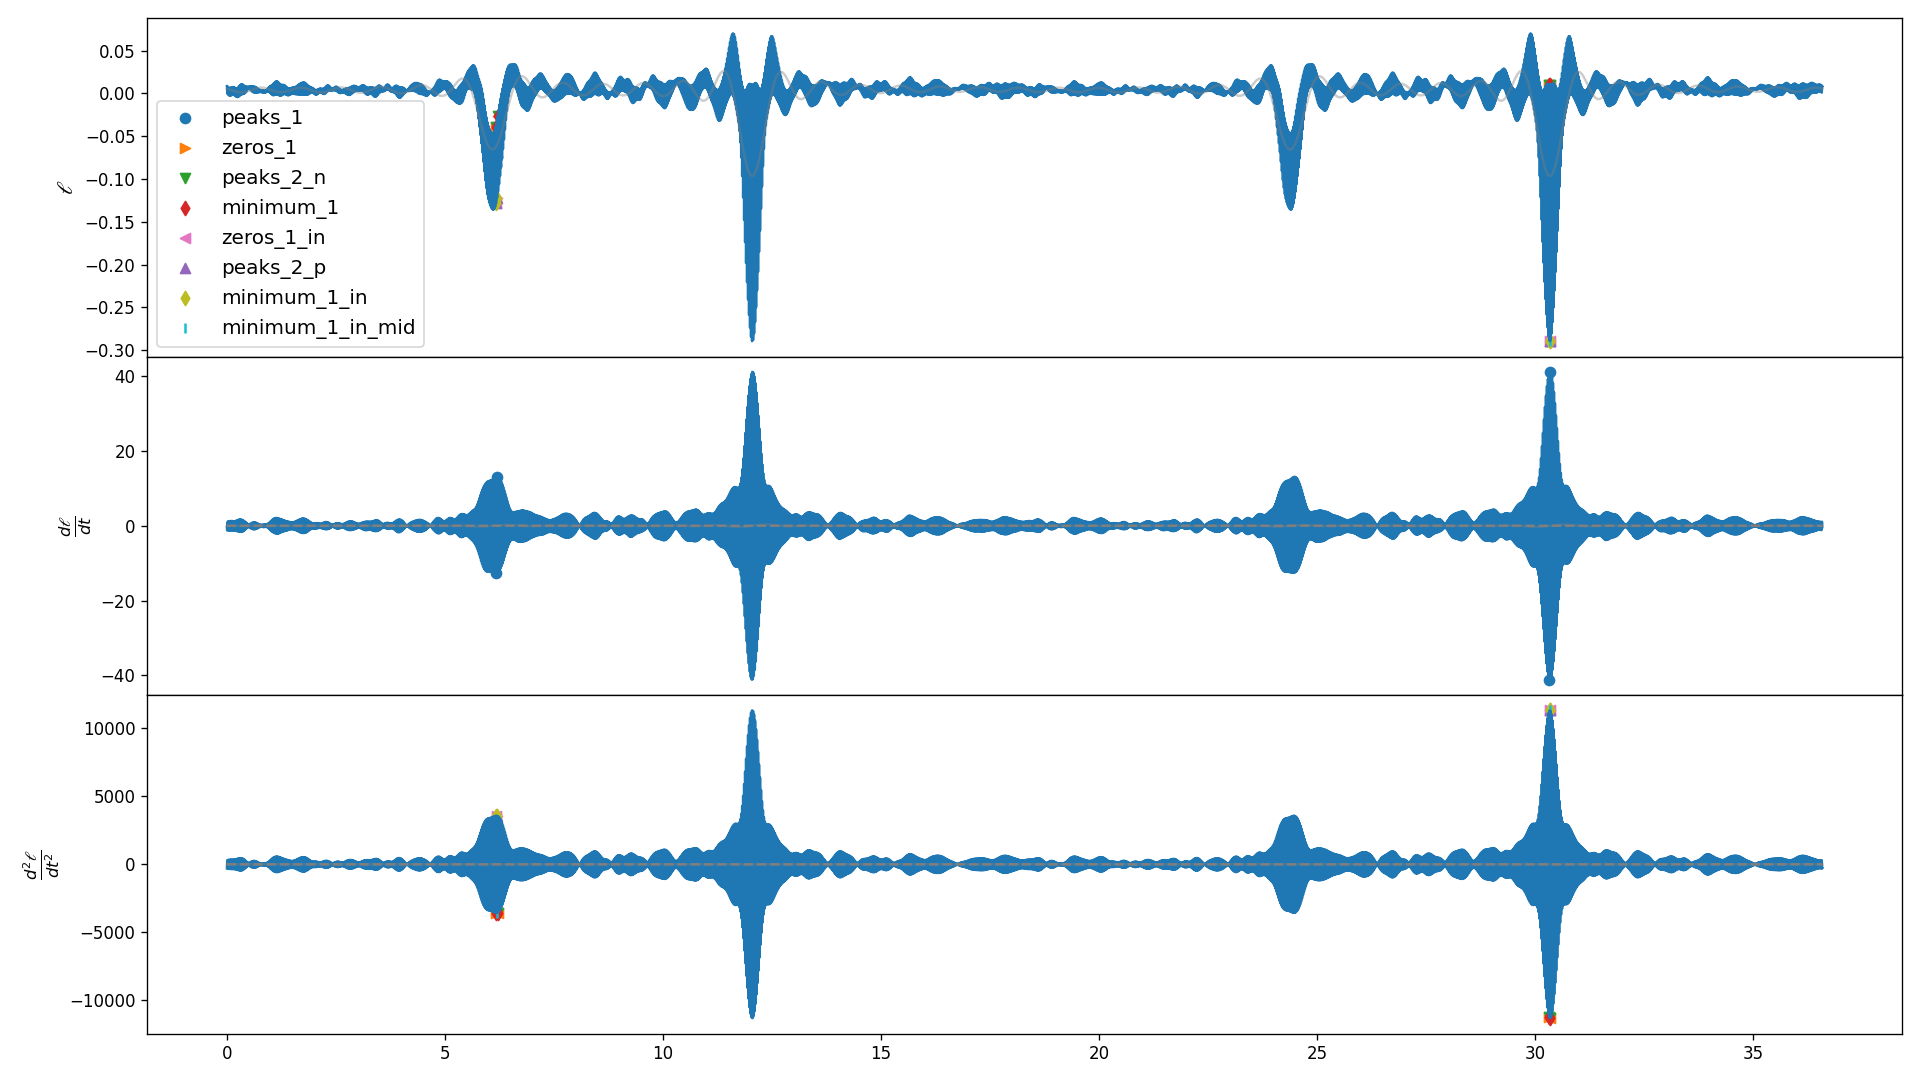 0.05
0.00
−0.05
−0.10
−0.15
−0.20
−0.25
−0.30
ℓ
peaks_1
zeros_1
peaks_2_n
minimum_1
zeros_1_in
peaks_2_p
minimum_1_in
minimum_1_in_mid
40
20
0
−20
−40
dℓ
dt
10000
5000
0
−5000
−10000
d²ℓ
dt²
0 5 10 15 20 25 30 35